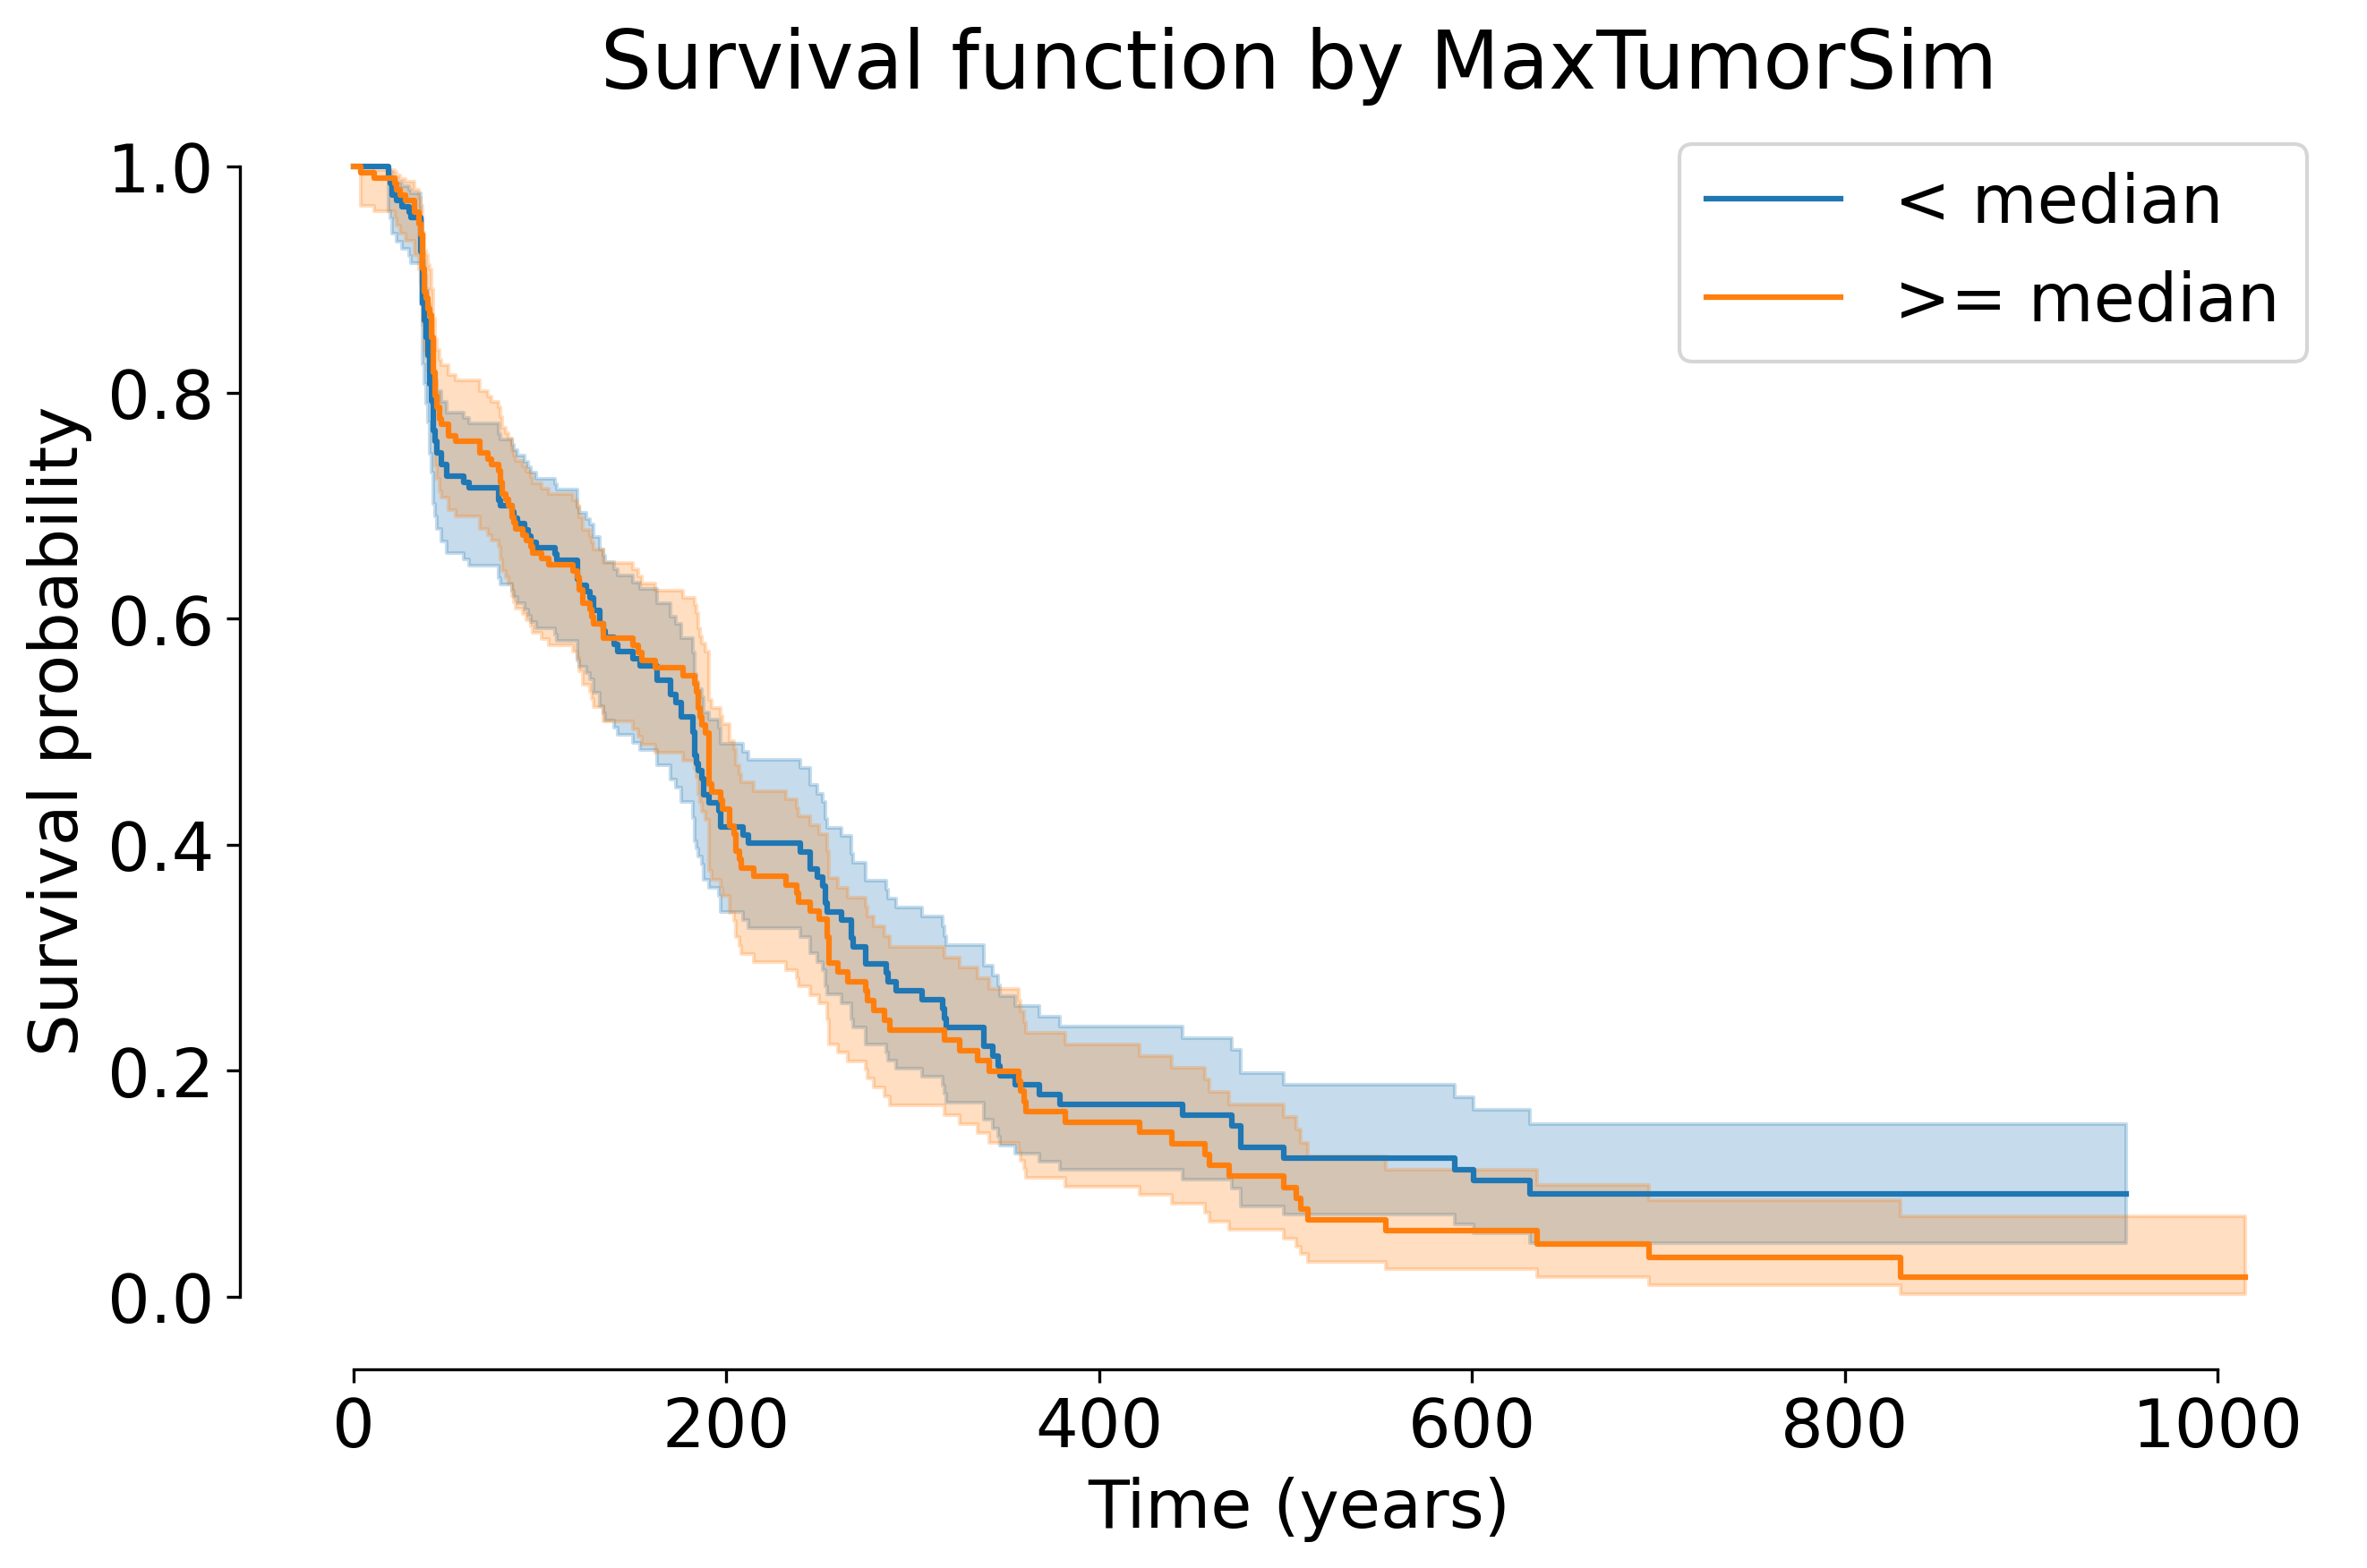 Survival function by MaxTumorSim
< median
>= median
Survival probability
1.0
0.8
0.6
0.4
0.2
0.0
0 200 400 600 800 1000
Time (years)